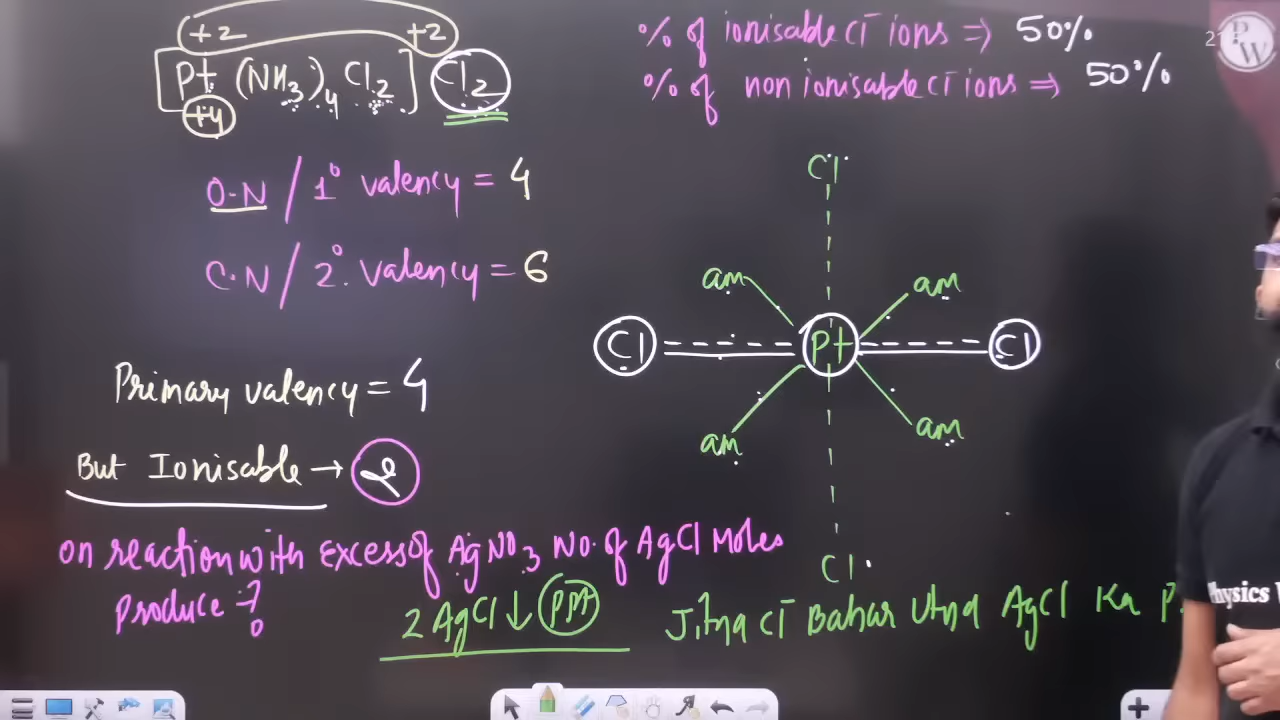 +2 +2
[Pt (NH3)4 Cl2] Cl2
+4
% of ionisable Cl⁻ ions ⇒ 50%
% of non ionisable Cl⁻ ions ⇒ 50%
PW
O.N / 1° valency = 4
C.N / 2° valency = 6
Primary valency = 4
But Ionisable → 2
Cl
am am
Cl Pt Cl
am am
Cl
on reaction with excess of AgNO3 No. of AgCl Moles
Produce ?
2 AgCl ↓ ppt
Jitna Cl⁻ Bahar Utna AgCl Ka P
Physics